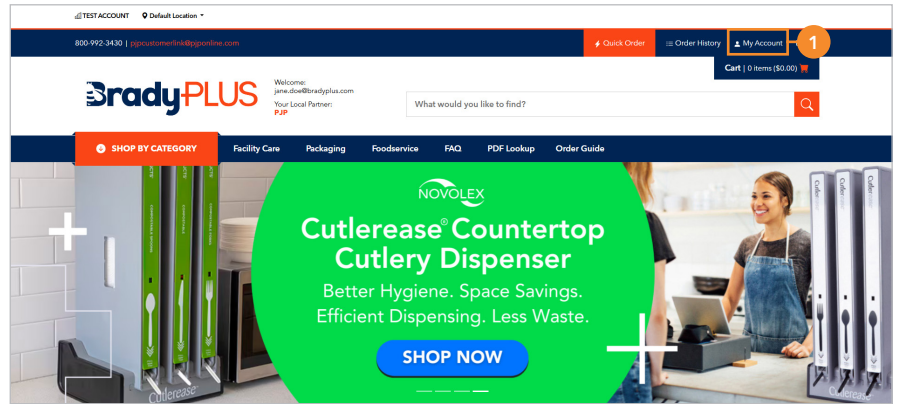 TEST ACCOUNT Default Location
800-992-3430 | pjpcustomerlink@pjponline.com
Quick Order
Order History
My Account
1
Cart | 0 items ($0.00)
BradyPLUS
Welcome:
jane.doe@bradyplus.com
Your Local Partner:
PJP
What would you like to find?
SHOP BY CATEGORY Facility Care Packaging Foodservice FAQ PDF Lookup Order Guide
NOVOLEX
Cutlerease® Countertop
Cutlery Dispenser
Better Hygiene. Space Savings.
Efficient Dispensing. Less Waste.
SHOP NOW
Cutlerease
Cutlerease